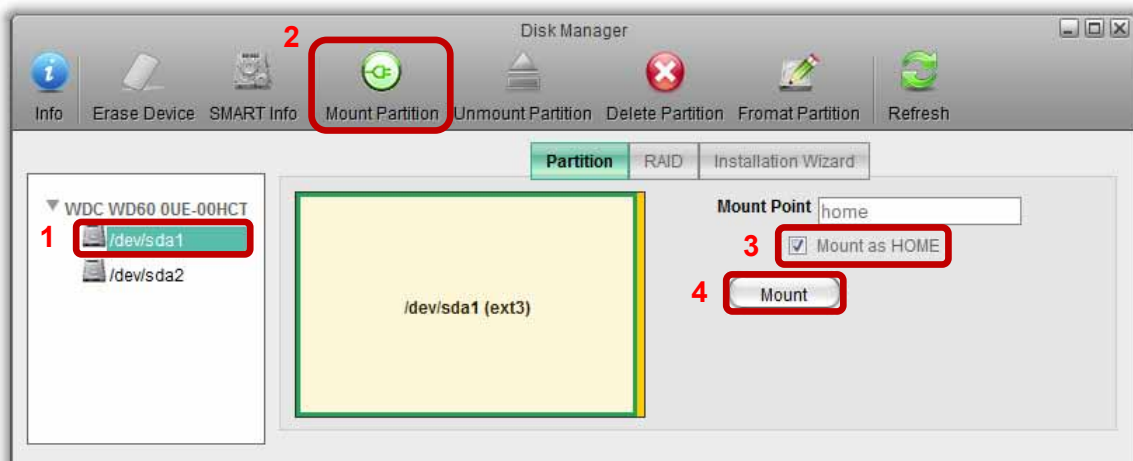 Disk Manager
2
Info Erase Device SMART Info Mount Partition Unmount Partition Delete Partition Fromat Partition Refresh
Partition RAID Installation Wizard
WDC WD60 0UE-00HCT
1 /dev/sda1
/dev/sda2
/dev/sda1 (ext3)
Mount Point home
3 Mount as HOME
4 Mount